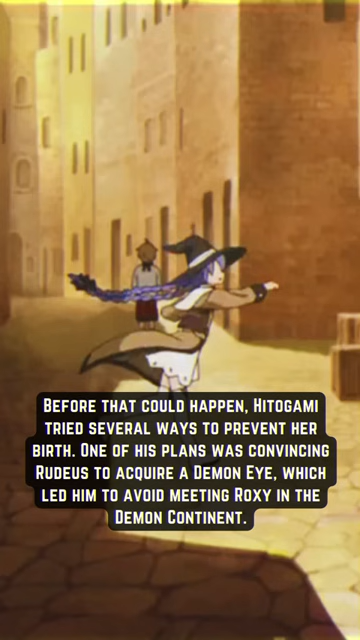 Before that could happen, Hitogami
tried several ways to prevent her
birth. One of his plans was convincing
Rudeus to acquire a Demon Eye, which
led him to avoid meeting Roxy in the
Demon Continent.